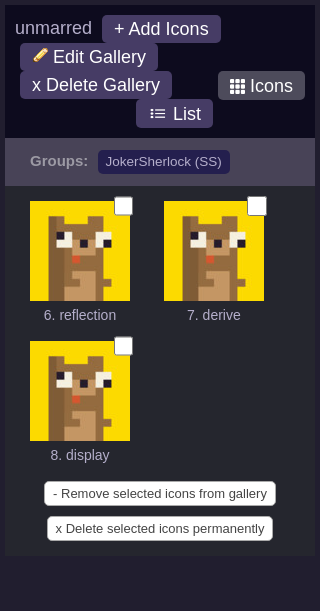 unmarred + Add Icons
Edit Gallery
x Delete Gallery Icons
List
Groups: JokerSherlock (SS)
6. reflection 7. derive
8. display
- Remove selected icons from gallery
x Delete selected icons permanently